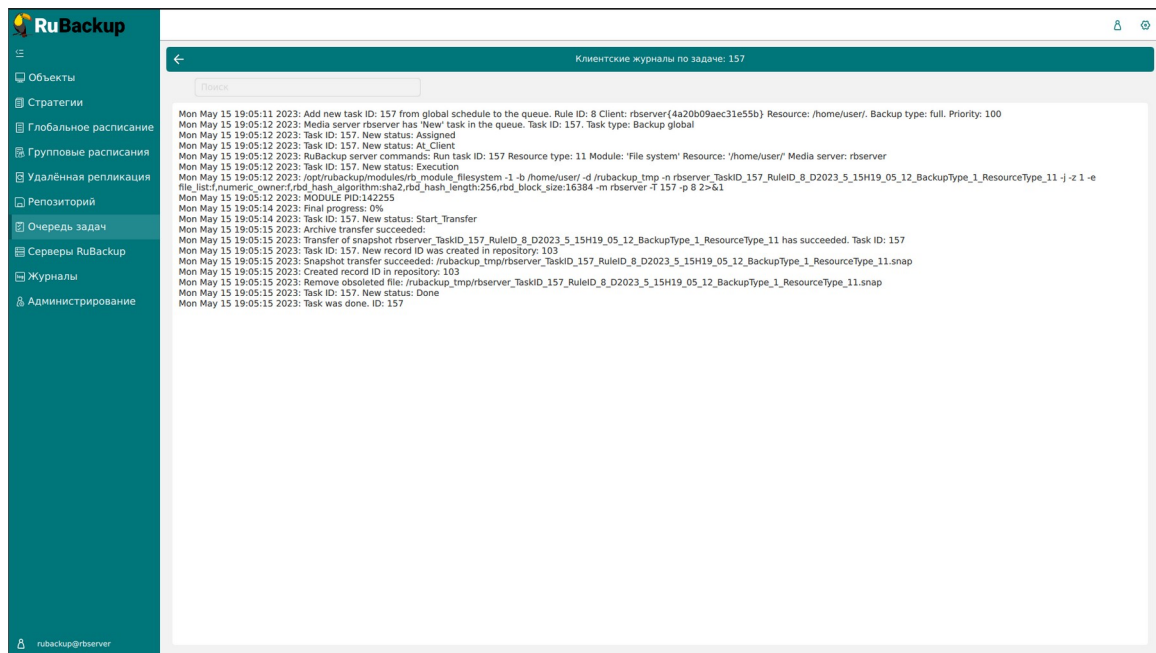 RuBackup
Объекты
Стратегии
Глобальное расписание
Групповые расписания
Удалённая репликация
Репозиторий
Очередь задач
Серверы RuBackup
Журналы
Администрирование
rubackup@rbserver
Клиентские журналы по задаче: 157
Поиск
Mon May 15 19:05:11 2023: Add new task ID: 157 from global schedule to the queue. Rule ID: 8 Client: rbserver{4a20b09aec31e55b} Resource: /home/user/. Backup type: full. Priority: 100
Mon May 15 19:05:12 2023: Media server rbserver has 'New' task in the queue. Task ID: 157. Task type: Backup global
Mon May 15 19:05:12 2023: Task ID: 157. New status: Assigned
Mon May 15 19:05:12 2023: Task ID: 157. New status: At_Client
Mon May 15 19:05:12 2023: RuBackup server commands: Run task ID: 157 Resource type: 11 Module: 'File system' Resource: '/home/user/' Media server: rbserver
Mon May 15 19:05:12 2023: Task ID: 157. New status: Execution
Mon May 15 19:05:12 2023: /opt/rubackup/modules/rb_module_filesystem -1 -b /home/user/ -d /rubackup_tmp -n rbserver_TaskID_157_RuleID_8_D2023_5_15H19_05_12_BackupType_1_ResourceType_11 -j -z 1 -e
file_list:f,numeric_owner:f,rbd_hash_algorithm:sha2,rbd_hash_length:256,rbd_block_size:16384 -m rbserver -T 157 -p 8 2>&1
Mon May 15 19:05:12 2023: MODULE PID:142255
Mon May 15 19:05:14 2023: Final progress: 0%
Mon May 15 19:05:14 2023: Task ID: 157. New status: Start_Transfer
Mon May 15 19:05:15 2023: Archive transfer succeeded:
Mon May 15 19:05:15 2023: Transfer of snapshot rbserver_TaskID_157_RuleID_8_D2023_5_15H19_05_12_BackupType_1_ResourceType_11 has succeeded. Task ID: 157
Mon May 15 19:05:15 2023: Task ID: 157. New record ID was created in repository: 103
Mon May 15 19:05:15 2023: Snapshot transfer succeeded: /rubackup_tmp/rbserver_TaskID_157_RuleID_8_D2023_5_15H19_05_12_BackupType_1_ResourceType_11.snap
Mon May 15 19:05:15 2023: Created record ID in repository: 103
Mon May 15 19:05:15 2023: Remove obsoleted file: /rubackup_tmp/rbserver_TaskID_157_RuleID_8_D2023_5_15H19_05_12_BackupType_1_ResourceType_11.snap
Mon May 15 19:05:15 2023: Task ID: 157. New status: Done
Mon May 15 19:05:15 2023: Task was done. ID: 157